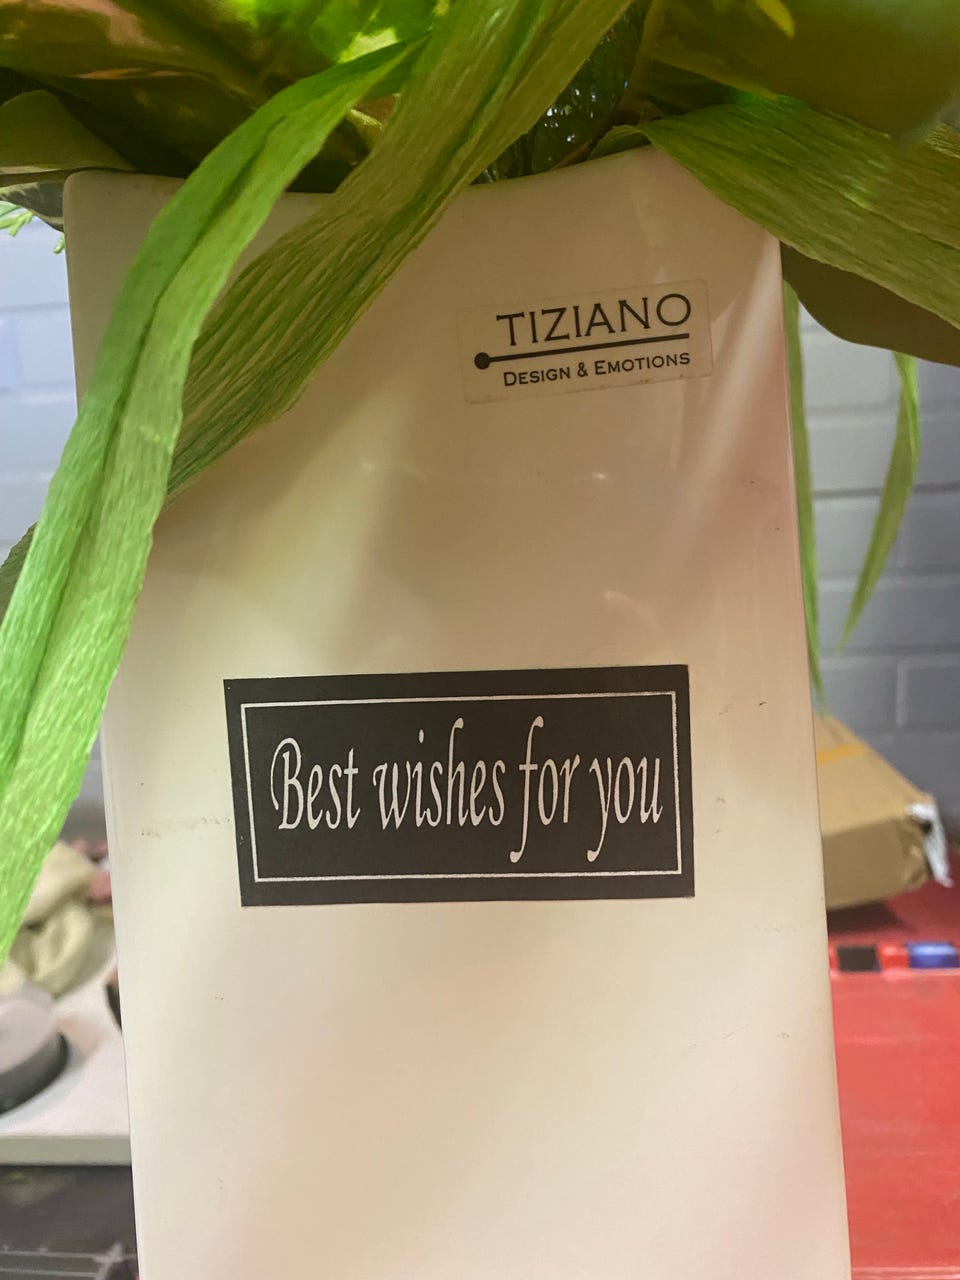 TIZIANO
DESIGN & EMOTIONS
Best wishes for you